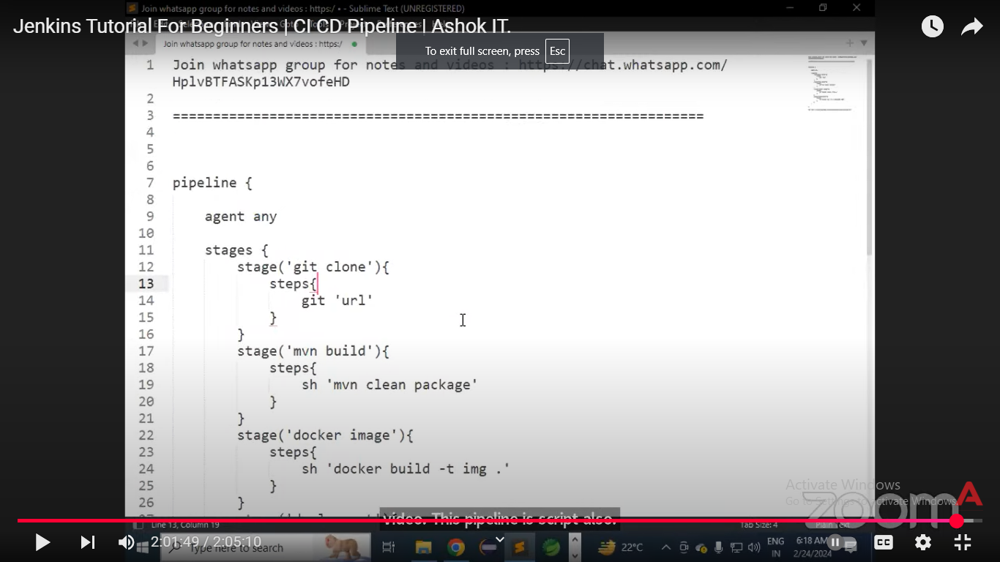 Join whatsapp group for notes and videos : https:/ • - Sublime Text (UNREGISTERED)
Jenkins Tutorial For Beginners | CI CD Pipeline | Ashok IT.
Join whatsapp group for notes and videos : https:/
To exit full screen, press Esc
1 Join whatsapp group for notes and videos : https://chat.whatsapp.com/
HplvBTFASKp13WX7vofeHD
2
3 ==================================================================
4
5
6
7 pipeline {
8
9 agent any
10
11 stages {
12 stage('git clone'){
13 steps{
14 git 'url'
15 }
16 }
17 stage('mvn build'){
18 steps{
19 sh 'mvn clean package'
20 }
21 }
22 stage('docker image'){
23 steps{
24 sh 'docker build -t img .'
25 }
26 }
Activate Windows
zoom
video. This pipeline is script also.
Line 13, Column 19
Tab Size: 4
Plain Text
2:01:49 / 2:05:10
Type here to search
22°C
ENG
IN
6:18 AM
2/24/2024
CC